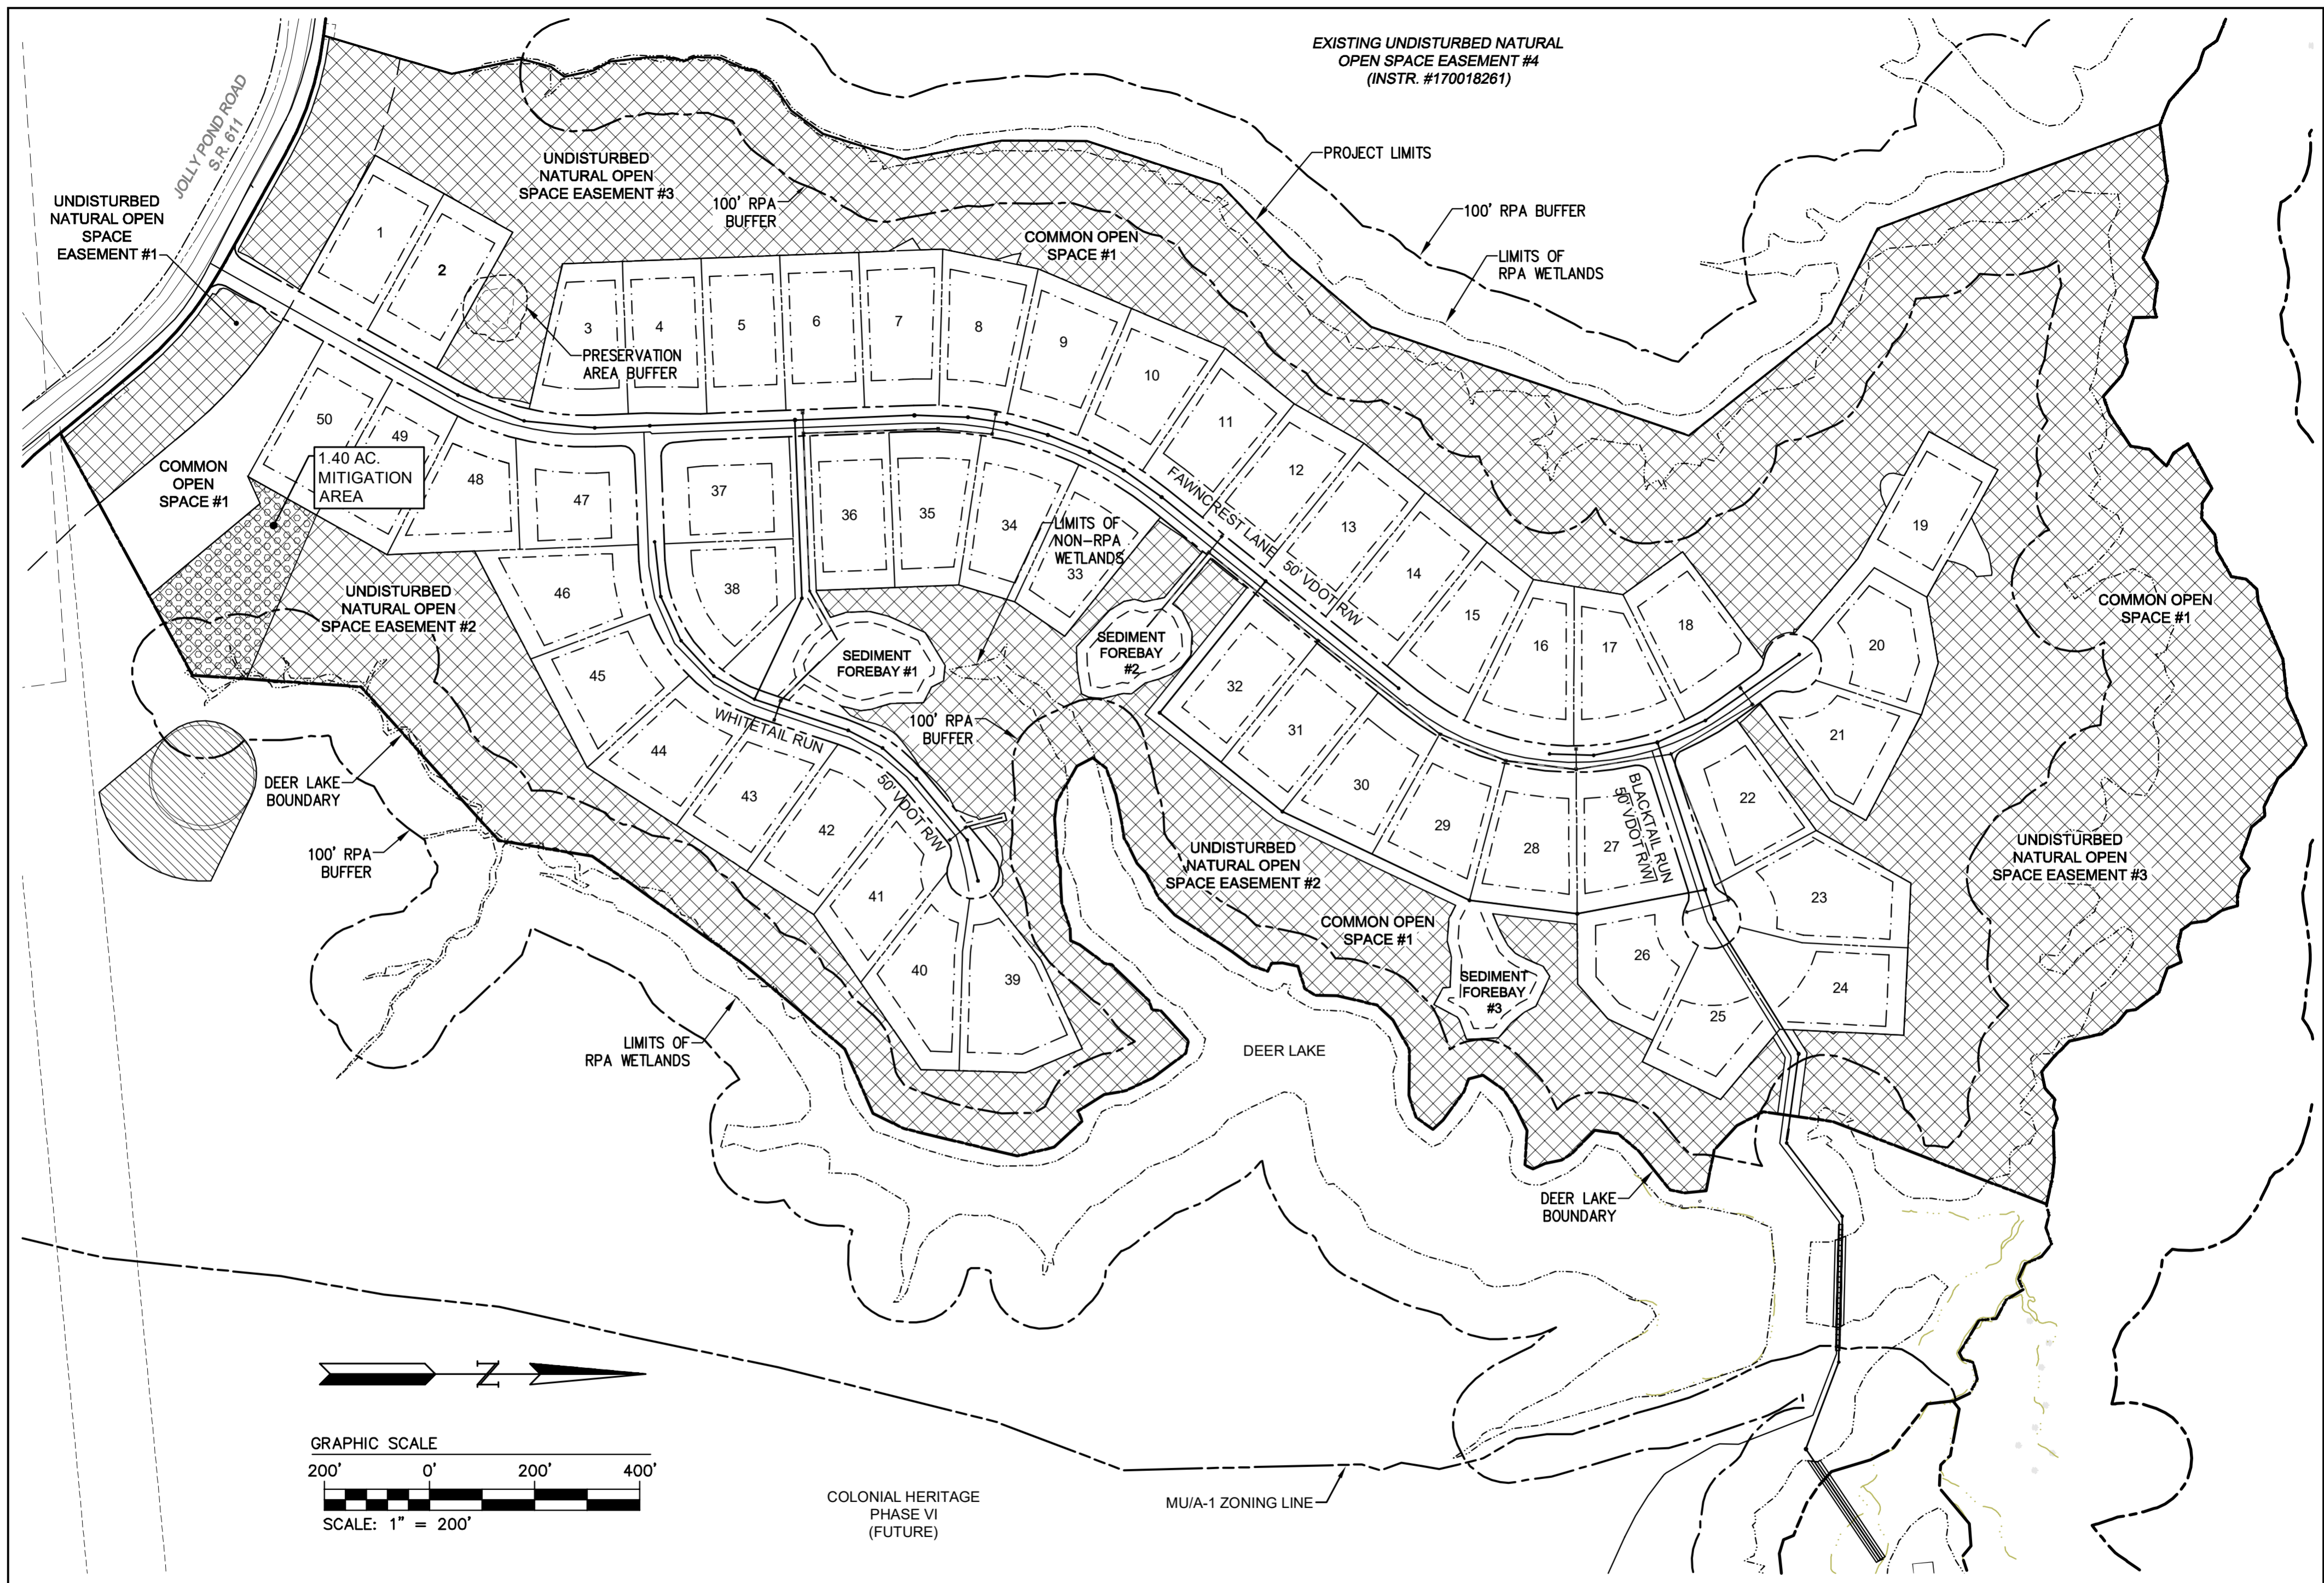 EXISTING UNDISTURBED NATURAL
OPEN SPACE EASEMENT #4
(INSTR. #170018261)
JOLLY POND ROAD
S.R. 611
PROJECT LIMITS
UNDISTURBED
NATURAL OPEN
SPACE EASEMENT #3
UNDISTURBED
NATURAL OPEN
SPACE
EASEMENT #1
100' RPA
BUFFER
100' RPA BUFFER
COMMON OPEN
SPACE #1
LIMITS OF
RPA WETLANDS
1
2
3
4
5
6
7
8
9
10
11
12
13
14
15
16
17
18
19
20
21
22
23
24
25
26
27
28
29
30
31
32
33
34
35
36
37
38
39
40
41
42
43
44
45
46
47
48
49
50
PRESERVATION
AREA BUFFER
1.40 AC.
MITIGATION
AREA
COMMON
OPEN
SPACE #1
FAWNCREST LANE
50' VDOT R/W
LIMITS OF
NON-RPA
WETLANDS
UNDISTURBED
NATURAL OPEN
SPACE EASEMENT #2
COMMON OPEN
SPACE #1
SEDIMENT
FOREBAY #1
SEDIMENT
FOREBAY
#2
WHITETAIL RUN
50' VDOT R/W
100' RPA
BUFFER
DEER LAKE
BOUNDARY
BLACKTAIL RUN
50' VDOT R/W
100' RPA
BUFFER
UNDISTURBED
NATURAL OPEN
SPACE EASEMENT #2
UNDISTURBED
NATURAL OPEN
SPACE EASEMENT #3
COMMON OPEN
SPACE #1
SEDIMENT
FOREBAY
#3
LIMITS OF
RPA WETLANDS
DEER LAKE
DEER LAKE
BOUNDARY
N
GRAPHIC SCALE
200' 0' 200' 400'
SCALE: 1" = 200'
COLONIAL HERITAGE
PHASE VI
(FUTURE)
MU/A-1 ZONING LINE